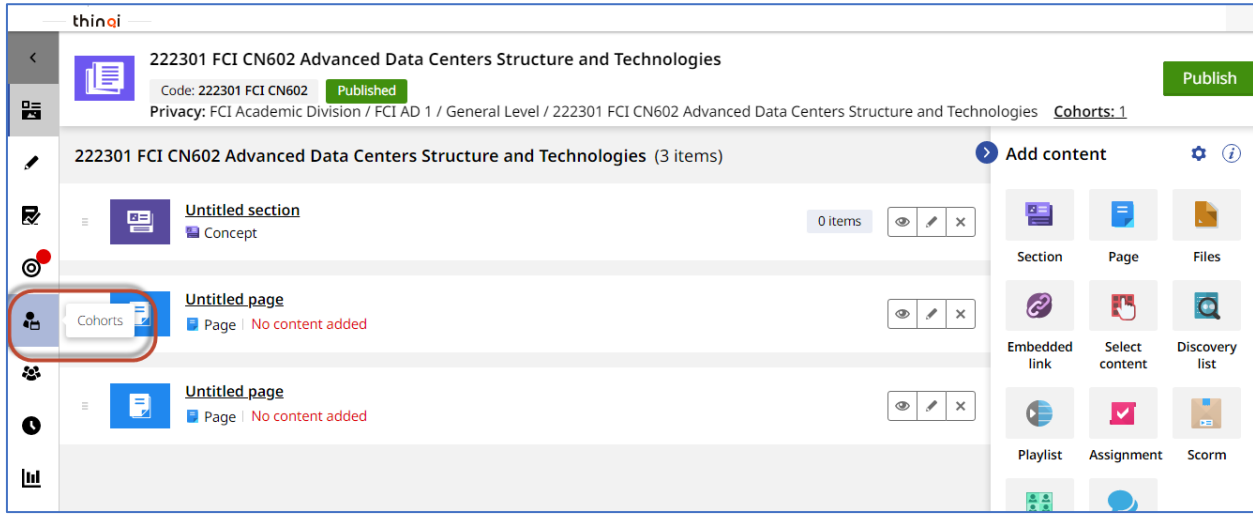 thinqi
222301 FCI CN602 Advanced Data Centers Structure and Technologies
Code: 222301 FCI CN602 Published
Publish
Privacy: FCI Academic Division / FCI AD 1 / General Level / 222301 FCI CN602 Advanced Data Centers Structure and Technologies Cohorts: 1
222301 FCI CN602 Advanced Data Centers Structure and Technologies (3 items)
Add content
Untitled section
Concept
0 items
Untitled page
Page No content added
Cohorts
Untitled page
Page No content added
Section Page Files
Embedded link
Select content
Discovery list
Playlist Assignment Scorm